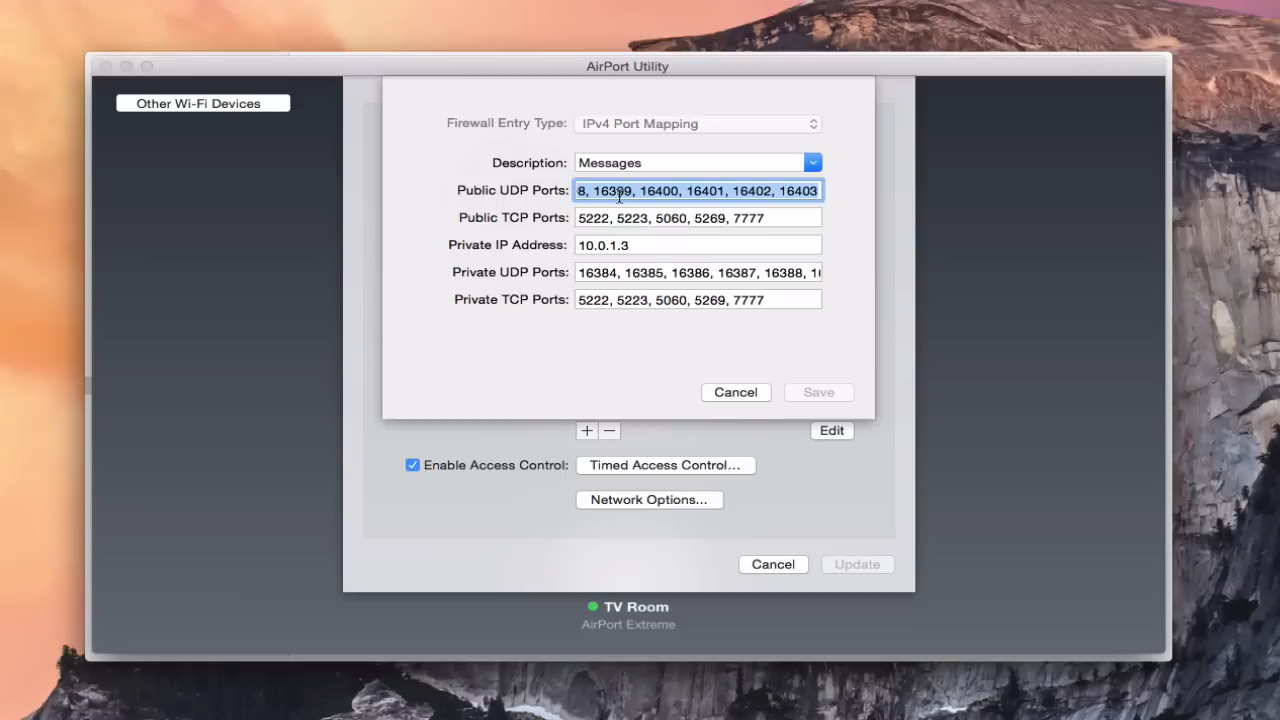 AirPort Utility
Other Wi-Fi Devices
Firewall Entry Type: IPv4 Port Mapping
Description: Messages
Public UDP Ports: 8, 16399, 16400, 16401, 16402, 16403
Public TCP Ports: 5222, 5223, 5060, 5269, 7777
Private IP Address: 10.0.1.3
Private UDP Ports: 16384, 16385, 16386, 16387, 16388, 1
Private TCP Ports: 5222, 5223, 5060, 5269, 7777
Cancel Save
+ − Edit
Enable Access Control: Timed Access Control...
Network Options...
Cancel Update
TV Room
AirPort Extreme